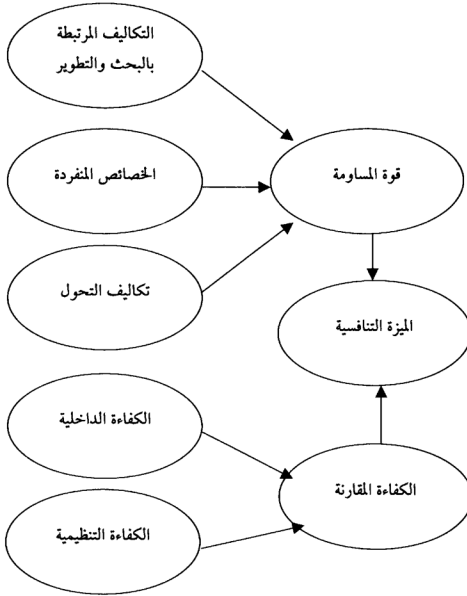 التكاليف المرتبطة
بالبحث والتطوير
الخصائص المنفردة
قوة المساومة
تكاليف التحول
الميزة التنافسية
الكفاءة الداخلية
الكفاءة المقارنة
الكفاءة التنظيمية